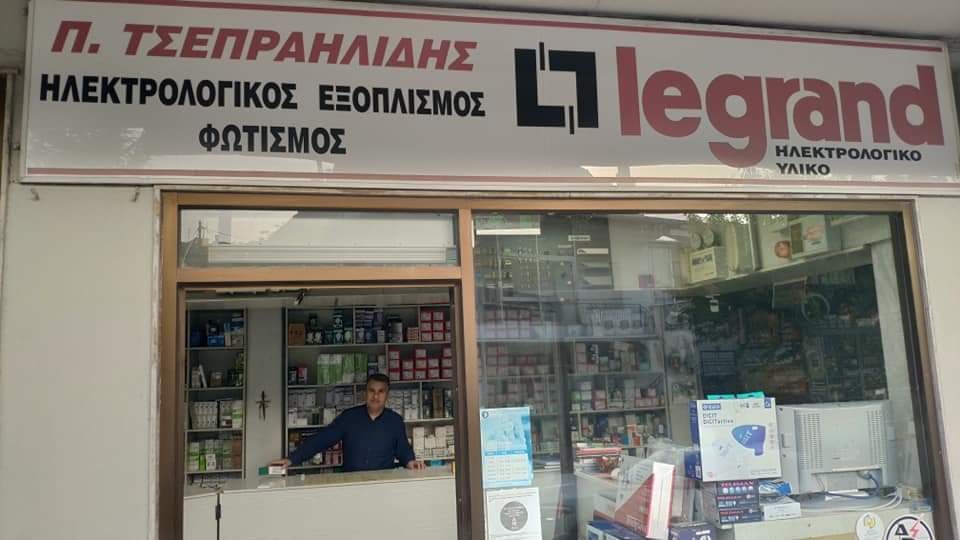 Π. ΤΣΕΠΡΑΗΛΙΔΗΣ
ΗΛΕΚΤΡΟΛΟΓΙΚΟΣ ΕΞΟΠΛΙΣΜΟΣ
ΦΩΤΙΣΜΟΣ
legrand
ΗΛΕΚΤΡΟΛΟΓΙΚΟ
ΥΛΙΚΟ